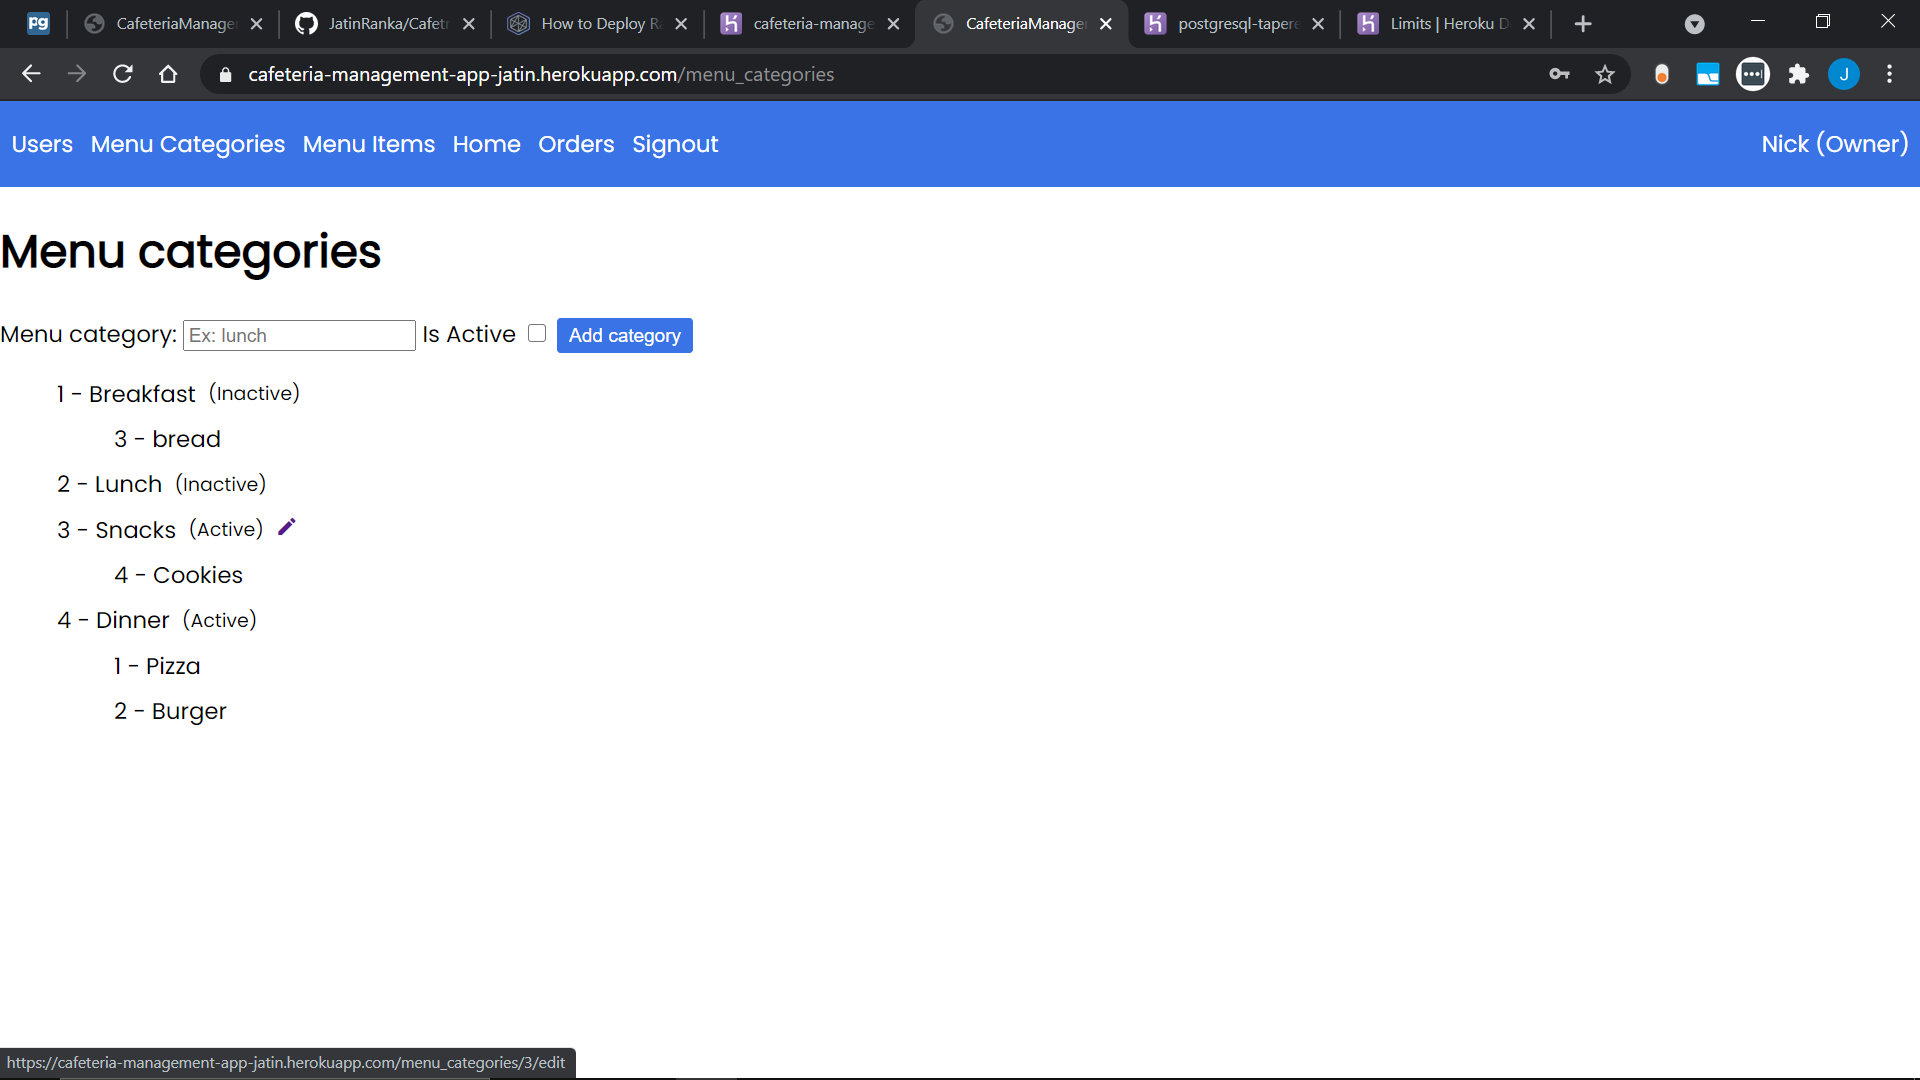 pg CafeteriaManage JatinRanka/Cafet How to Deploy R cafeteria-manage CafeteriaManage postgresql-taper Limits | Heroku D
cafeteria-management-app-jatin.herokuapp.com/menu_categories J
Users Menu Categories Menu Items Home Orders Signout Nick (Owner)
Menu categories
Menu category: Ex: lunch Is Active Add category
1 - Breakfast (Inactive)
3 - bread
2 - Lunch (Inactive)
3 - Snacks (Active)
4 - Cookies
4 - Dinner (Active)
1 - Pizza
2 - Burger
https://cafeteria-management-app-jatin.herokuapp.com/menu_categories/3/edit